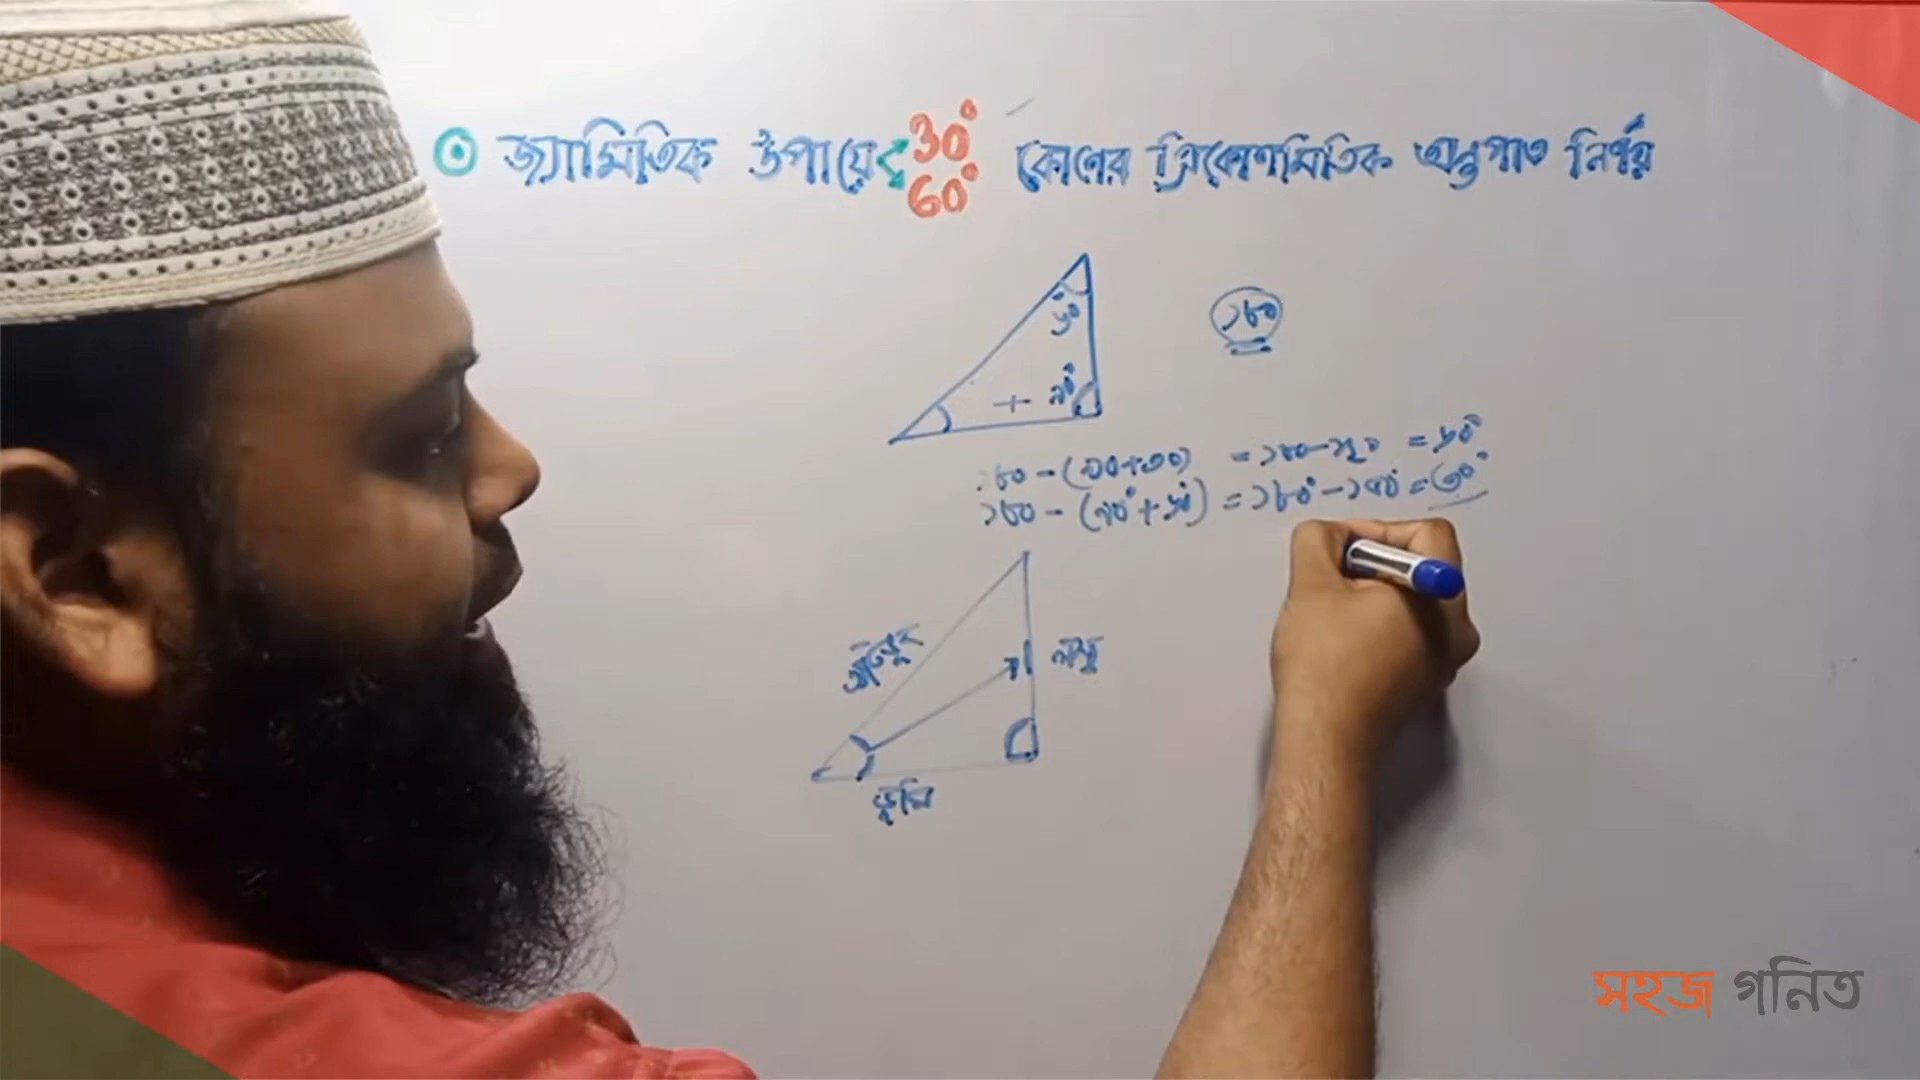 জ্যামিতিক উপায়ে 30° 60° কোণের ত্রিকোণমিতিক অনুপাত নির্ণয়
৬০°
১৮০
+ ৯০°
১৮০ - (৯০+৩০) = ১৮০-১২০ = ৬০°
১৮০ - (৯০°+৬০°) = ১৮০° - ১৫০° = ৩০°
অতিভুজ
লম্ব
ভূমি
সহজ গনিত